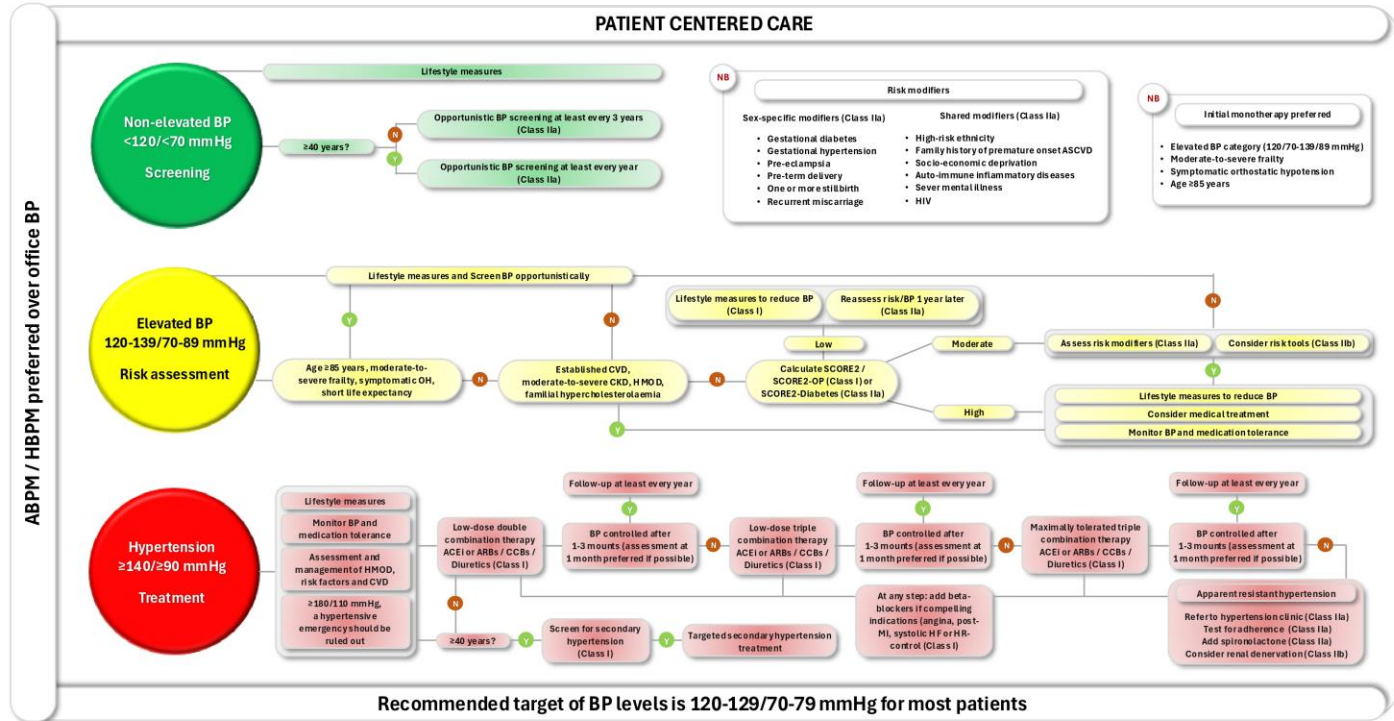 PATIENT CENTERED CARE
ABPM / HBPM preferred over office BP
Non-elevated BP
<120/<70 mmHg
Screening
Lifestyle measures
≥40 years?
N
Y
Opportunistic BP screening at least every 3 years
(Class IIa)
Opportunistic BP screening at least every year
(Class IIa)
NB
Risk modifiers
Sex-specific modifiers (Class IIa)
• Gestational diabetes
• Gestational hypertension
• Pre-eclampsia
• Pre-term delivery
• One or more stillbirth
• Recurrent miscarriage
Shared modifiers (Class IIa)
• High-risk ethnicity
• Family history of premature onset ASCVD
• Socio-economic deprivation
• Auto-immune inflammatory diseases
• Sever mental illness
• HIV
NB
Initial monotherapy preferred
• Elevated BP category (120/70-139/89 mmHg)
• Moderate-to-severe frailty
• Symptomatic orthostatic hypotension
• Age ≥85 years
Elevated BP
120-139/70-89 mmHg
Risk assessment
Lifestyle measures and Screen BP opportunistically
Y
N
N
Age ≥85 years, moderate-to-
severe frailty, symptomatic OH,
short life expectancy
N
Established CVD,
moderate-to-severe CKD, HMOD,
familial hypercholesterolaemia
N
Y
Lifestyle measures to reduce BP
(Class I)
Reassess risk/BP 1 year later
(Class IIa)
Low
Calculate SCORE2 /
SCORE2-OP (Class I) or
SCORE2-Diabetes (Class IIa)
Moderate
High
Assess risk modifiers (Class IIa)
Consider risk tools (Class IIb)
Y
Lifestyle measures to reduce BP
Consider medical treatment
Monitor BP and medication tolerance
Hypertension
≥140/≥90 mmHg
Treatment
Lifestyle measures
Monitor BP and
medication tolerance
Assessment and
management of HMOD,
risk factors and CVD
≥180/110 mmHg,
a hypertensive
emergency should be
ruled out
Low-dose double
combination therapy
ACEi or ARBs / CCBs /
Diuretics (Class I)
N
≥40 years?
Y
Screen for secondary
hypertension
(Class I)
Y
Targeted secondary hypertension
treatment
Follow-up at least every year
Y
BP controlled after
1-3 mounts (assessment at
1 month preferred if possible)
N
Low-dose triple
combination therapy
ACEi or ARBs / CCBs /
Diuretics (Class I)
Follow-up at least every year
Y
BP controlled after
1-3 mounts (assessment at
1 month preferred if possible)
N
At any step: add beta-
blockers if compelling
indications (angina, post-
MI, systolic HF or HR-
control (Class I)
Maximally tolerated triple
combination therapy
ACEi or ARBs / CCBs /
Diuretics (Class I)
Follow-up at least every year
Y
BP controlled after
1-3 mounts (assessment at
1 month preferred if possible)
N
Apparent resistant hypertension
Refer to hypertension clinic (Class IIa)
Test for adherence (Class IIa)
Add spironolactone (Class IIa)
Consider renal denervation (Class IIb)
Recommended target of BP levels is 120-129/70-79 mmHg for most patients